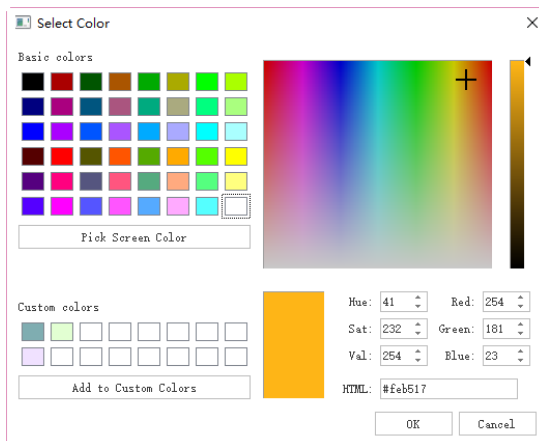 Select Color
Basic colors
Pick Screen Color
Custom colors
Add to Custom Colors
Hue: 41 Red: 254
Sat: 232 Green: 181
Val: 254 Blue: 23
HTML: #feb517
OK Cancel